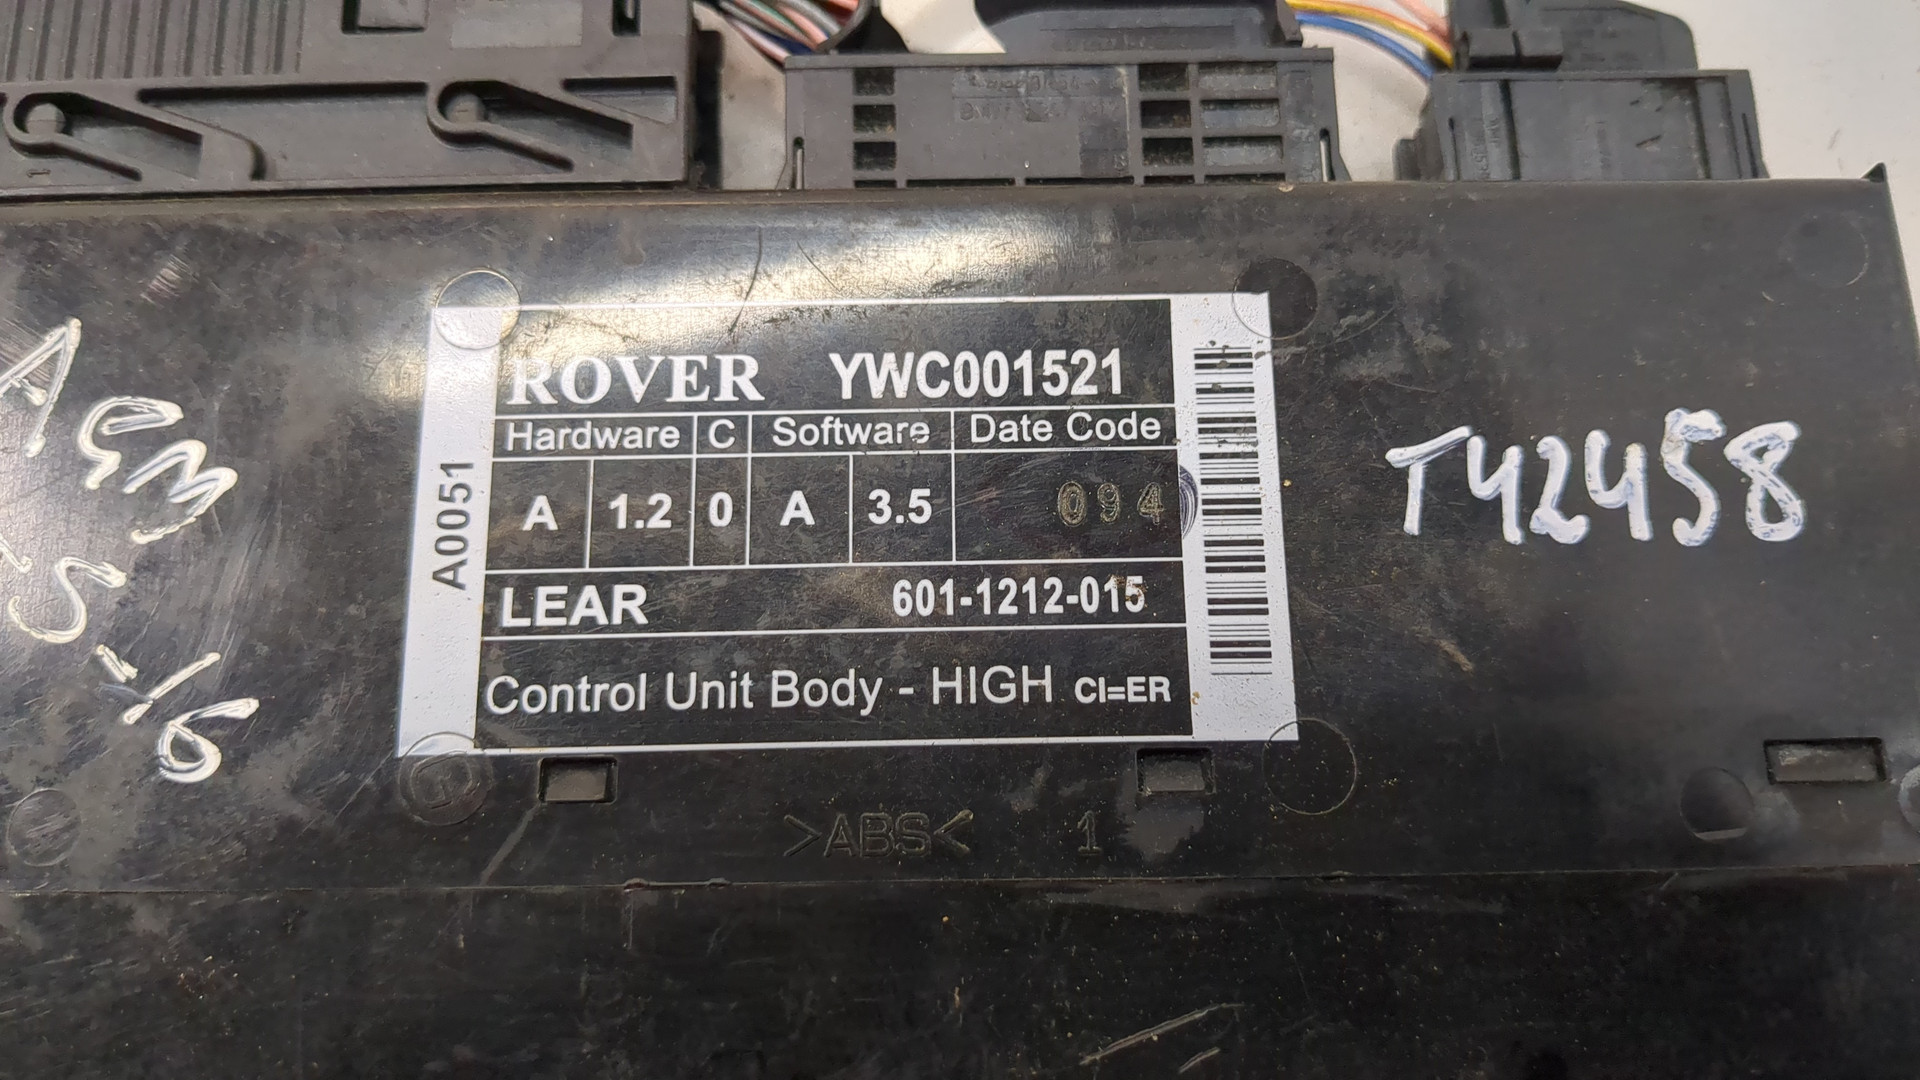 ROVER YWC001521
Hardware C Software Date Code
A 1.2 0 A 3.5 094
LEAR 601-1212-015
Control Unit Body - HIGH CI=ER
A0051
T42458
>ABS< 1